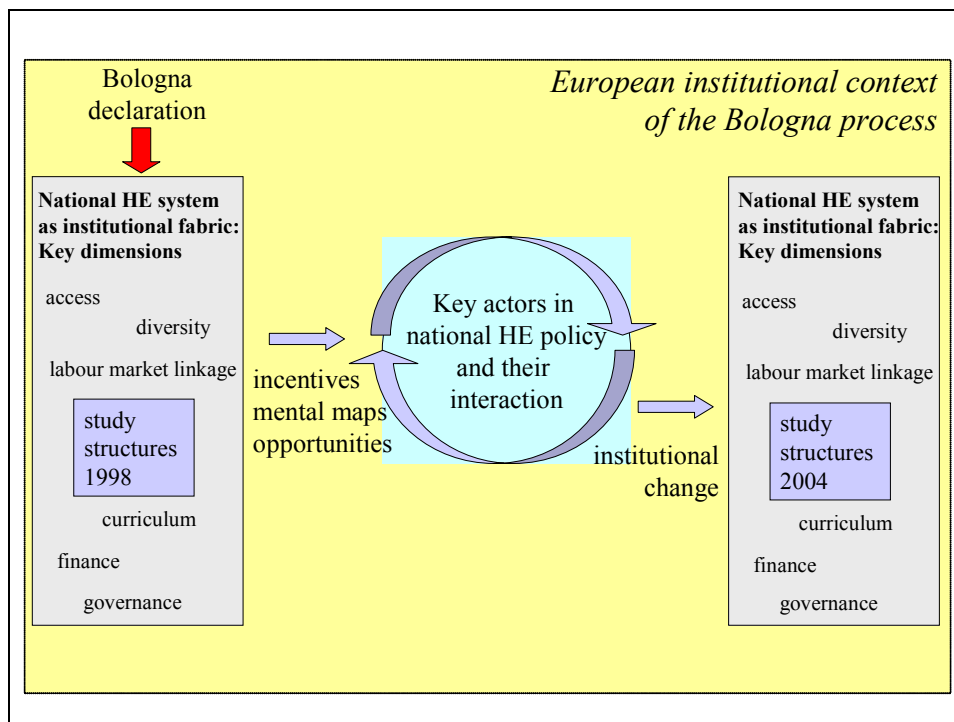 Bologna
declaration
European institutional context
of the Bologna process
National HE system
as institutional fabric:
Key dimensions
access
diversity
labour market linkage
study
structures
1998
curriculum
finance
governance
incentives
mental maps
opportunities
Key actors in
national HE policy
and their
interaction
institutional
change
National HE system
as institutional fabric:
Key dimensions
access
diversity
labour market linkage
study
structures
2004
curriculum
finance
governance